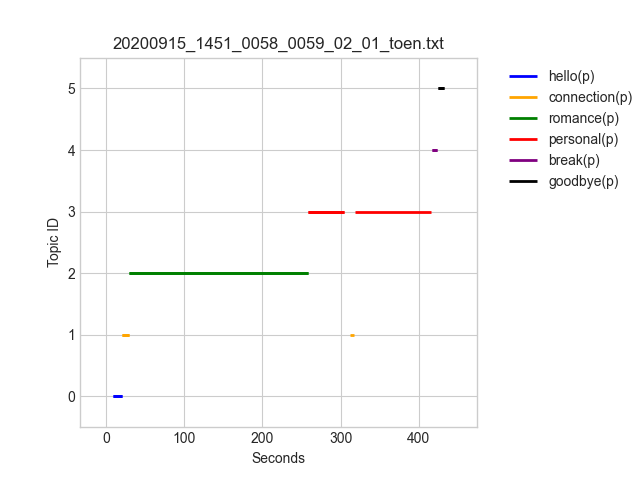 20200915_1451_0058_0059_02_01_toen.txt
5
4
3
2
1
0
Topic ID
0 100 200 300 400
Seconds
hello(p)
connection(p)
romance(p)
personal(p)
break(p)
goodbye(p)